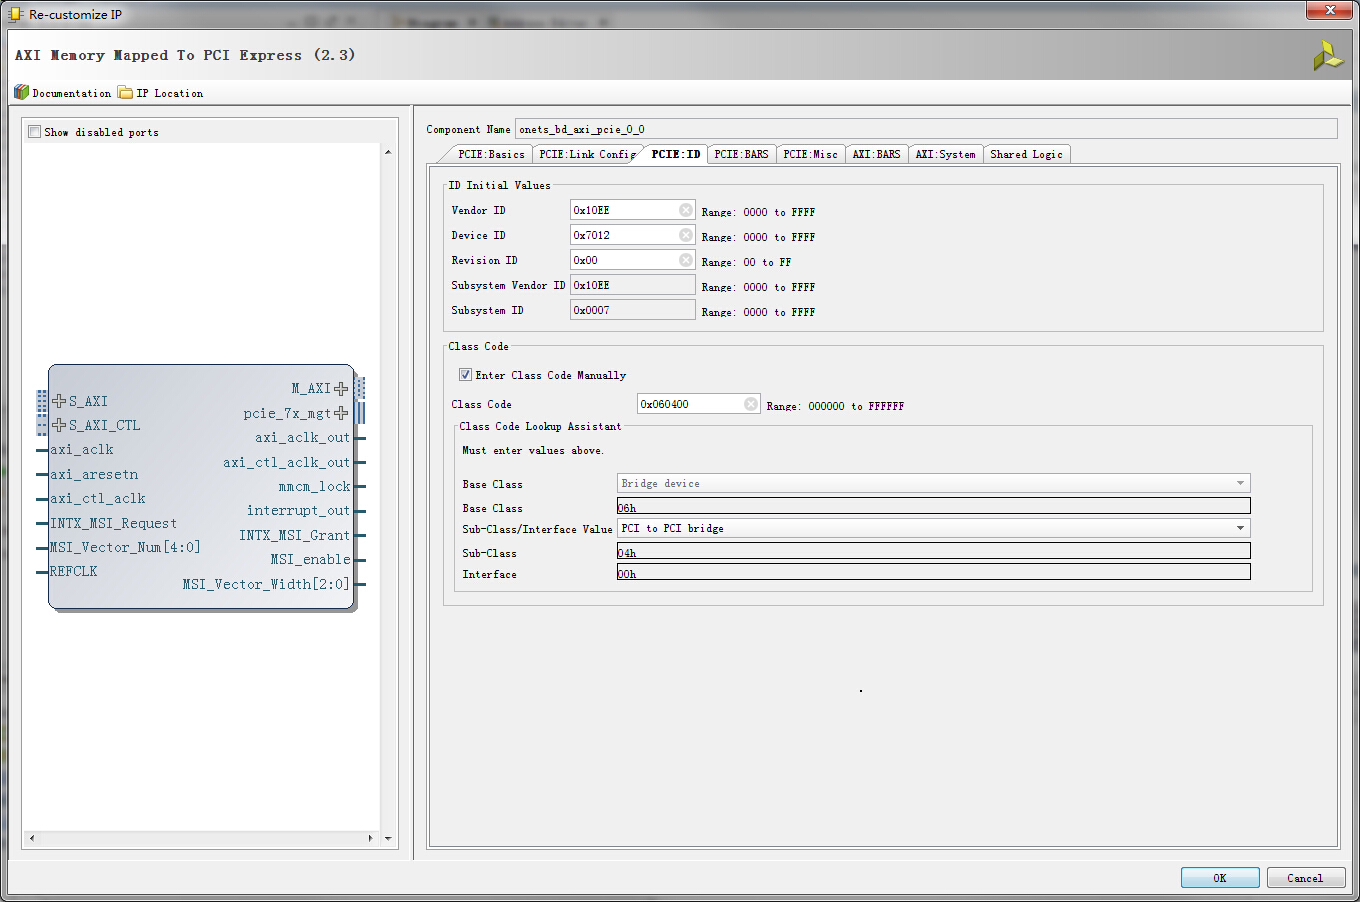 Re-customize IP
AXI Memory Mapped To PCI Express (2.3)
Documentation IP Location
Show disabled ports
S_AXI
S_AXI_CTL
axi_aclk
axi_aresetn
axi_ctl_aclk
INTX_MSI_Request
MSI_Vector_Num[4:0]
REFCLK
M_AXI
pcie_7x_mgt
axi_aclk_out
axi_ctl_aclk_out
mmcm_lock
interrupt_out
INTX_MSI_Grant
MSI_enable
MSI_Vector_Width[2:0]
Component Name onets_bd_axi_pcie_0_0
PCIE:Basics PCIE:Link Config PCIE:ID PCIE:BARS PCIE:Misc AXI:BARS AXI:System Shared Logic
ID Initial Values
Vendor ID 0x10EE Range: 0000 to FFFF
Device ID 0x7012 Range: 0000 to FFFF
Revision ID 0x00 Range: 00 to FF
Subsystem Vendor ID 0x10EE Range: 0000 to FFFF
Subsystem ID 0x0007 Range: 0000 to FFFF
Class Code
Enter Class Code Manually
Class Code 0x060400 Range: 000000 to FFFFFF
Class Code Lookup Assistant
Must enter values above.
Base Class Bridge device
Base Class 06h
Sub-Class/Interface Value PCI to PCI bridge
Sub-Class 04h
Interface 00h
OK Cancel